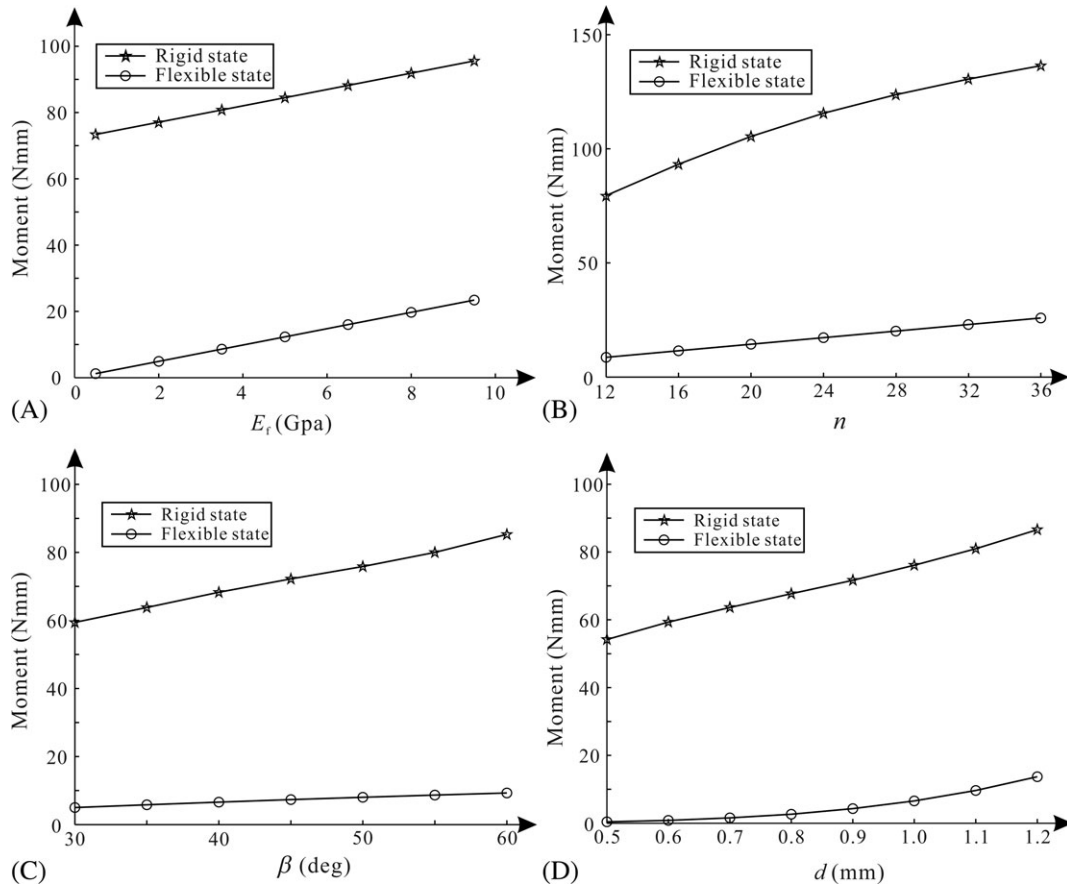 100
80
60
40
20
0
Moment (Nmm)
Rigid state
Flexible state
0 2 4 6 8 10
E_f (Gpa)
(A)
150
100
50
0
Moment (Nmm)
Rigid state
Flexible state
12 16 20 24 28 32 36
n
(B)
100
80
60
40
20
0
Moment (Nmm)
Rigid state
Flexible state
30 40 50 60
β (deg)
(C)
100
80
60
40
20
0
Moment (Nmm)
Rigid state
Flexible state
0.5 0.6 0.7 0.8 0.9 1.0 1.1 1.2
d (mm)
(D)